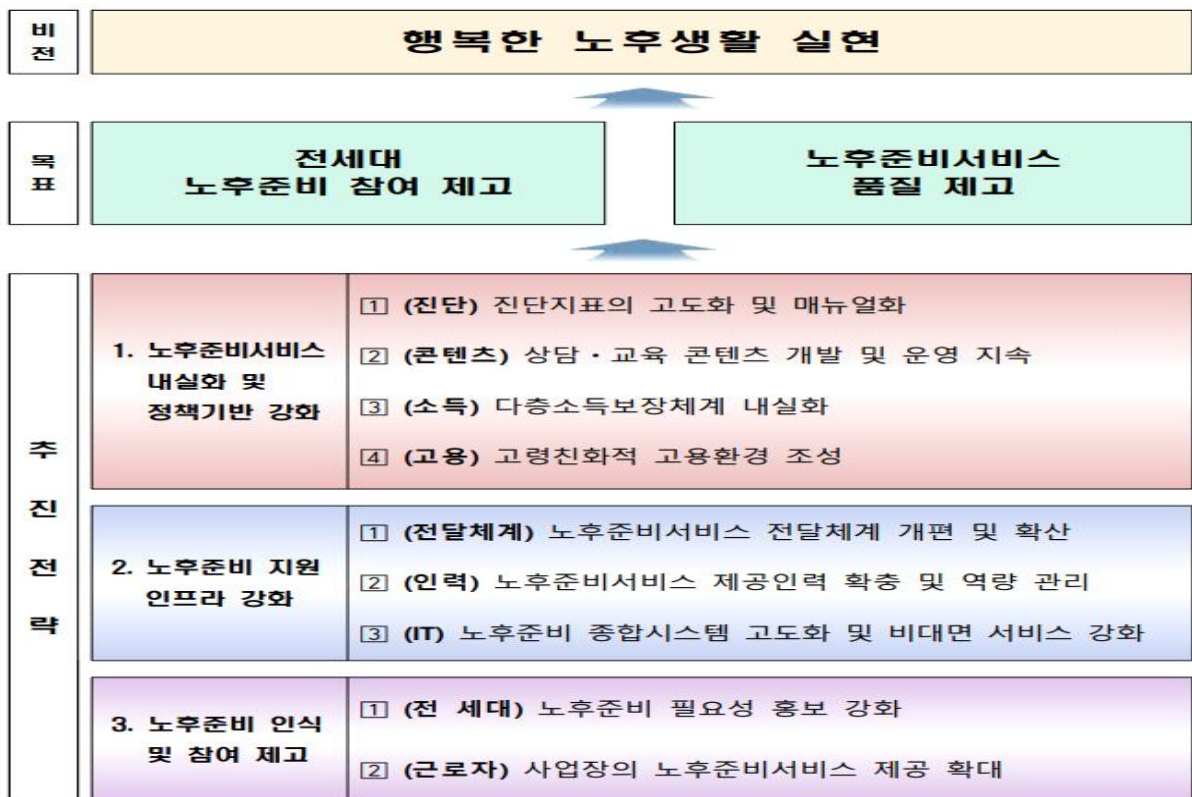 비전
행복한 노후생활 실현
목표
전세대
노후준비 참여 제고
노후준비서비스
품질 제고
추진전략
1. 노후준비서비스
내실화 및
정책기반 강화
1 (진단) 진단지표의 고도화 및 매뉴얼화
2 (콘텐츠) 상담·교육 콘텐츠 개발 및 운영 지속
3 (소득) 다층소득보장체계 내실화
4 (고용) 고령친화적 고용환경 조성
2. 노후준비 지원
인프라 강화
1 (전달체계) 노후준비서비스 전달체계 개편 및 확산
2 (인력) 노후준비서비스 제공인력 확충 및 역량 관리
3 (IT) 노후준비 종합시스템 고도화 및 비대면 서비스 강화
3. 노후준비 인식
및 참여 제고
1 (전 세대) 노후준비 필요성 홍보 강화
2 (근로자) 사업장의 노후준비서비스 제공 확대